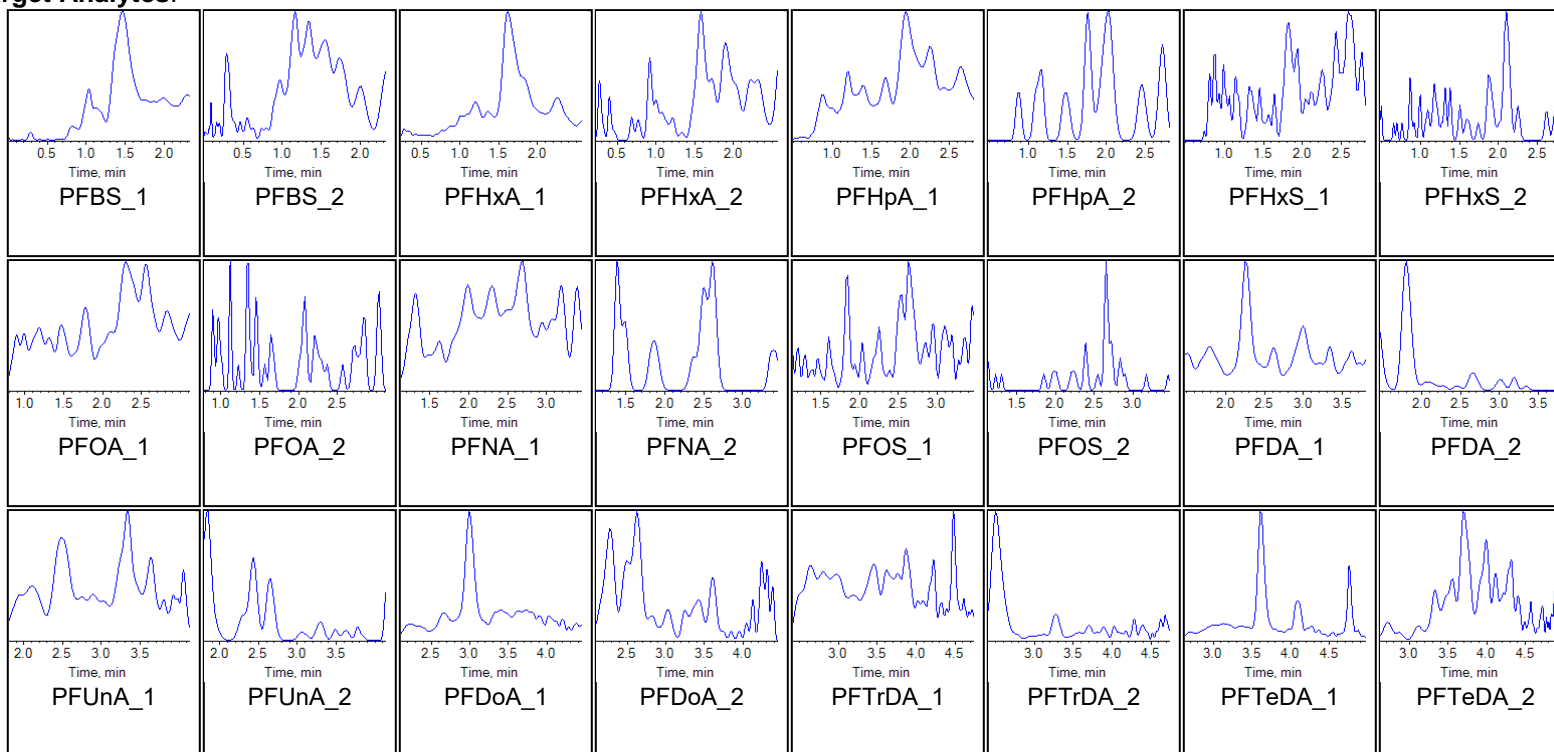 rget Analytes:
0.5 1.0 1.5 2.0 0.5 1.0 1.5 2.0 0.5 1.0 1.5 2.0 0.5 1.0 1.5 2.0 1.0 1.5 2.0 2.5 1.0 1.5 2.0 2.5 1.0 1.5 2.0 2.5 1.0 1.5 2.0 2.5
Time, min Time, min Time, min Time, min Time, min Time, min Time, min Time, min
PFBS_1 PFBS_2 PFHxA_1 PFHxA_2 PFHpA_1 PFHpA_2 PFHxS_1 PFHxS_2
1.0 1.5 2.0 2.5 1.0 1.5 2.0 2.5 1.5 2.0 2.5 3.0 1.5 2.0 2.5 3.0 1.5 2.0 2.5 3.0 1.5 2.0 2.5 3.0 2.0 2.5 3.0 3.5 2.0 2.5 3.0 3.5
Time, min Time, min Time, min Time, min Time, min Time, min Time, min Time, min
PFOA_1 PFOA_2 PFNA_1 PFNA_2 PFOS_1 PFOS_2 PFDA_1 PFDA_2
2.0 2.5 3.0 3.5 2.0 2.5 3.0 3.5 2.5 3.0 3.5 4.0 2.5 3.0 3.5 4.0 3.0 3.5 4.0 4.5 3.0 3.5 4.0 4.5 3.0 3.5 4.0 4.5 3.0 3.5 4.0 4.5
Time, min Time, min Time, min Time, min Time, min Time, min Time, min Time, min
PFUnA_1 PFUnA_2 PFDoA_1 PFDoA_2 PFTrDA_1 PFTrDA_2 PFTeDA_1 PFTeDA_2